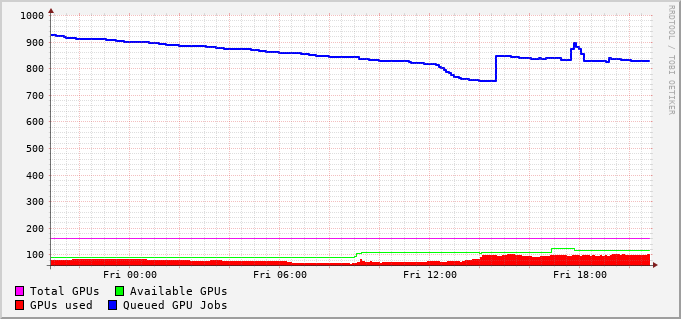 1000
900
800
700
600
500
400
300
200
100
Fri 00:00 Fri 06:00 Fri 12:00 Fri 18:00
Total GPUs Available GPUs
GPUs used Queued GPU Jobs
RRDTOOL / TOBI OETIKER